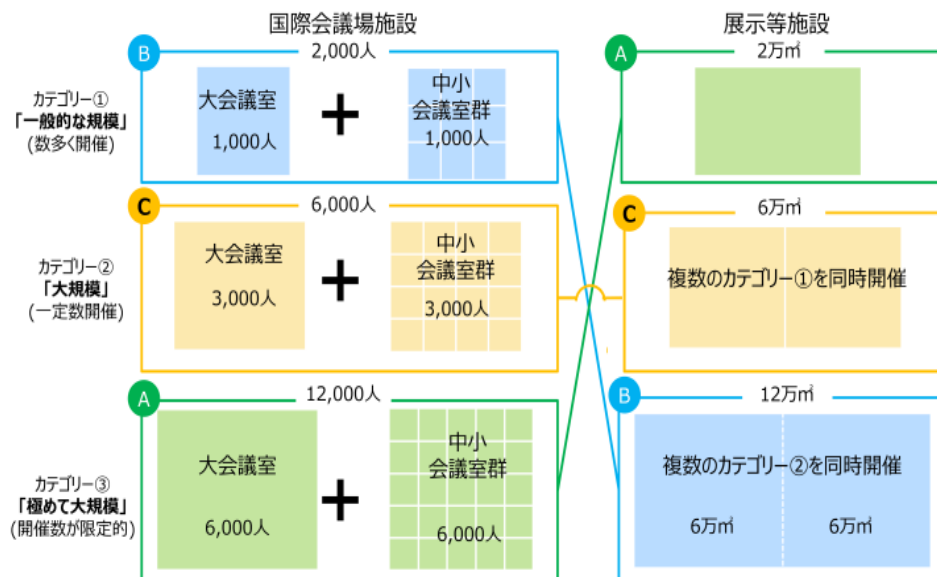 国際会議場施設
展示等施設
B
2,000人
A
2万㎡
カテゴリー①
「一般的な規模」
(数多く開催)
大会議室
1,000人
+
中小
会議室群
1,000人
C
6,000人
C
6万㎡
カテゴリー②
「大規模」
(一定数開催)
大会議室
3,000人
+
中小
会議室群
3,000人
複数のカテゴリー①を同時開催
A
12,000人
B
12万㎡
カテゴリー③
「極めて大規模」
(開催数が限定的)
大会議室
6,000人
+
中小
会議室群
6,000人
複数のカテゴリー②を同時開催
6万㎡
6万㎡